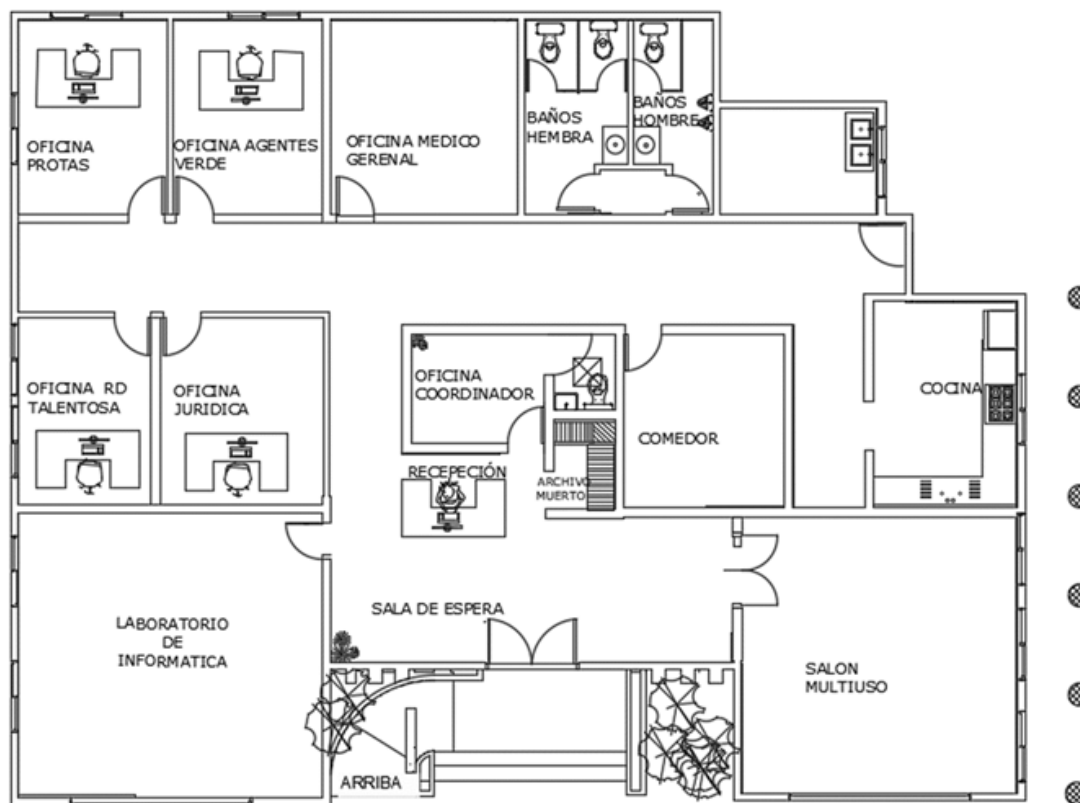 OFICINA
PROTAS
OFICINA AGENTES
VERDE
OFICINA MEDICO
GERENAL
BAÑOS
HEMBRA
BAÑOS
HOMBRE
OFICINA RD
TALENTOSA
OFICINA
JURIDICA
OFICINA
COORDINADOR
COMEDOR
COCINA
RECEPECIÓN
ARCHIVO
MUERTO
SALA DE ESPERA
LABORATORIO
DE
INFORMATICA
SALON
MULTIUSO
ARRIBA